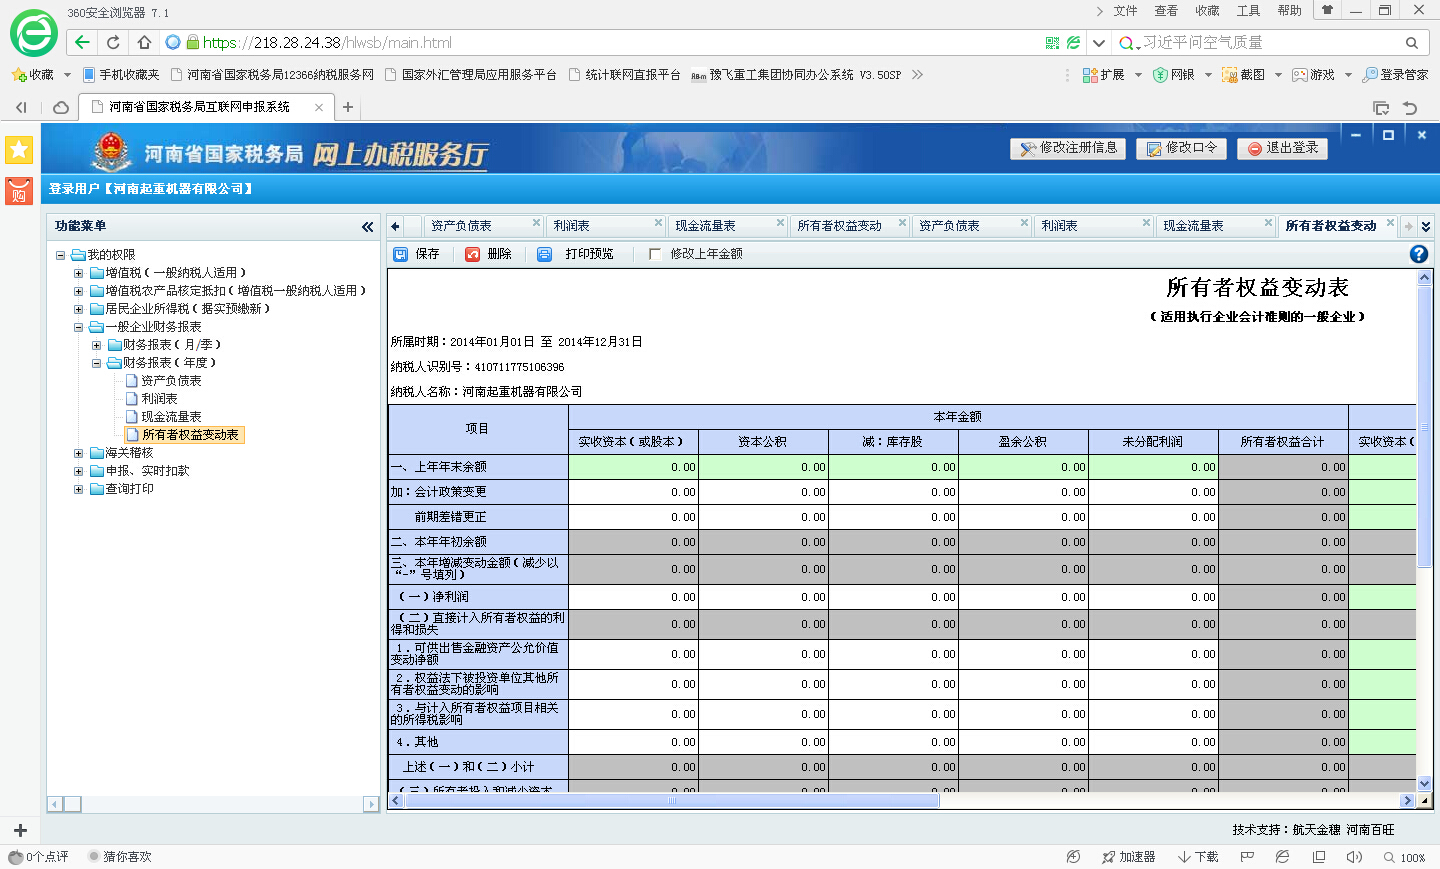 360安全浏览器 7.1
文件 查看 收藏 工具 帮助
https://218.28.24.38/hlwsb/main.html
习近平问空气质量
收藏 手机收藏夹 河南省国家税务局12366纳税服务网 国家外汇管理局应用服务平台 统计联网直报平台 豫飞重工集团协同办公系统 V3.50SP
扩展 网银 截图 游戏 登录管家
河南省国家税务局互联网申报系统
购
河南省国家税务局 网上办税服务厅
修改注册信息 修改口令 退出登录
登录用户【河南起重机器有限公司】
功能菜单
我的权限
增值税(一般纳税人适用)
增值税农产品核定抵扣(增值税一般纳税人适用)
居民企业所得税(据实预缴新)
一般企业财务报表
财务报表(月/季)
财务报表(年度)
资产负债表
利润表
现金流量表
所有者权益变动表
海关稽核
申报、实时扣款
查询打印
资产负债表 利润表 现金流量表 所有者权益变动 资产负债表 利润表 现金流量表 所有者权益变动
保存 删除 打印预览 修改上年金额
所有者权益变动表
(适用执行企业会计准则的一般企业)
所属时期:2014年01月01日 至 2014年12月31日
纳税人识别号:410711775106396
纳税人名称:河南起重机器有限公司
项目 本年金额
实收资本(或股本) 资本公积 减:库存股 盈余公积 未分配利润 所有者权益合计 实收资本(
一、上年年末余额 0.00 0.00 0.00 0.00 0.00 0.00
加:会计政策变更 0.00 0.00 0.00 0.00 0.00 0.00
前期差错更正 0.00 0.00 0.00 0.00 0.00 0.00
二、本年年初余额 0.00 0.00 0.00 0.00 0.00 0.00
三、本年增减变动金额(减少以
“-”号填列) 0.00 0.00 0.00 0.00 0.00 0.00
(一)净利润 0.00 0.00 0.00 0.00 0.00 0.00
(二)直接计入所有者权益的利
得和损失 0.00 0.00 0.00 0.00 0.00 0.00
1.可供出售金融资产公允价值
变动净额 0.00 0.00 0.00 0.00 0.00 0.00
2.权益法下被投资单位其他所
有者权益变动的影响 0.00 0.00 0.00 0.00 0.00 0.00
3.与计入所有者权益项目相关
的所得税影响 0.00 0.00 0.00 0.00 0.00 0.00
4.其他 0.00 0.00 0.00 0.00 0.00 0.00
上述(一)和(二)小计 0.00 0.00 0.00 0.00 0.00 0.00
(三)所有者投入和减少资本 0.00 0.00 0.00 0.00 0.00 0.00
技术支持:航天金穗 河南百旺
0个点评 猜你喜欢
加速器 下载 100%